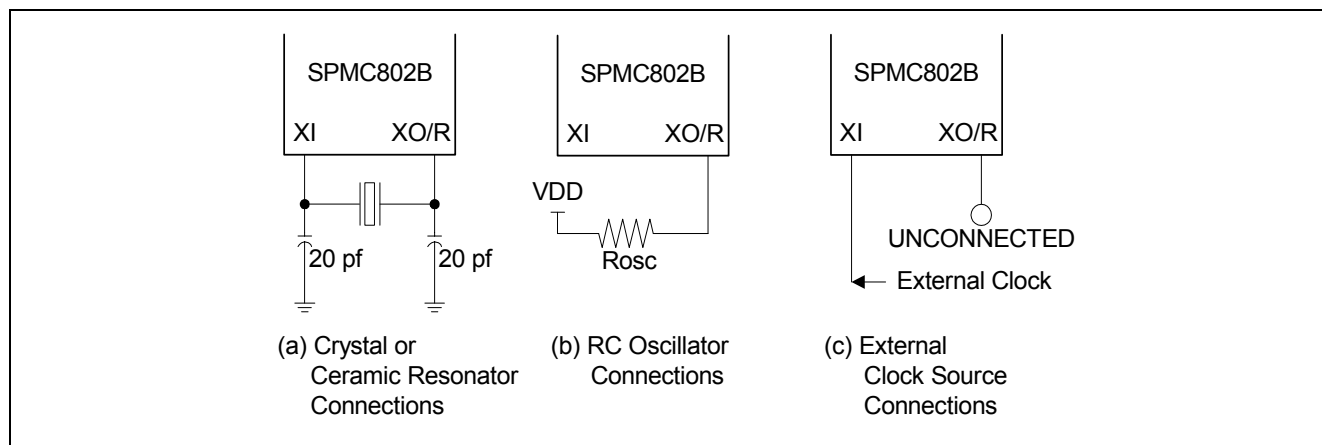 SPMC802B
XI XO/R
20 pf 20 pf
(a) Crystal or
Ceramic Resonator
Connections
SPMC802B
XI XO/R
VDD
Rosc
(b) RC Oscillator
Connections
SPMC802B
XI XO/R
UNCONNECTED
External Clock
(c) External
Clock Source
Connections